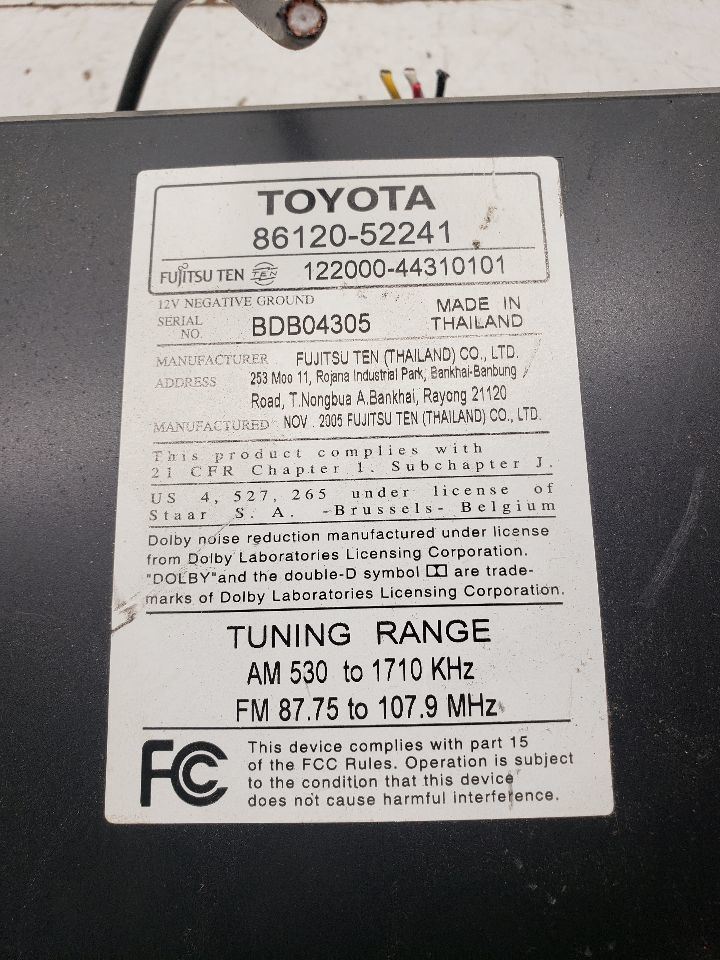 TOYOTA
86120-52241
FUJITSU TEN TEN 122000-44310101
12V NEGATIVE GROUND
SERIAL NO. BDB04305
MADE IN THAILAND
MANUFACTURER FUJITSU TEN (THAILAND) CO., LTD.
ADDRESS 253 Moo 11, Rojana Industrial Park, Bankhai-Banbung
Road, T.Nongbua A.Bankhai, Rayong 21120
MANUFACTURED NOV . 2005 FUJITSU TEN (THAILAND) CO., LTD.
This product complies with
21 CFR Chapter 1. Subchapter J.
US 4, 527, 265 under license of
Staar S. A. -Brussels- Belgium
Dolby noise reduction manufactured under license
from Dolby Laboratories Licensing Corporation.
"DOLBY"and the double-D symbol are trade-
marks of Dolby Laboratories Licensing Corporation.
TUNING RANGE
AM 530 to 1710 KHz
FM 87.75 to 107.9 MHz
FC This device complies with part 15
of the FCC Rules. Operation is subject
to the condition that this device
does not cause harmful interference.